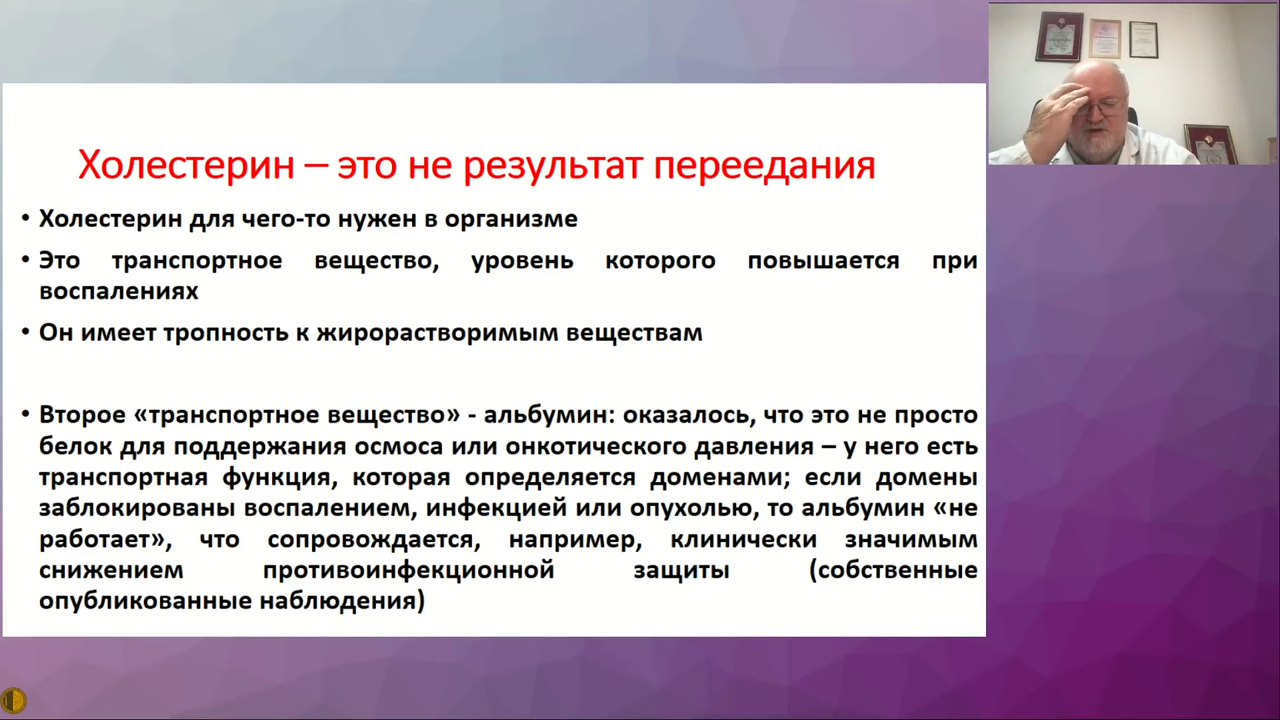 Холестерин – это не результат переедания
• Холестерин для чего-то нужен в организме
• Это транспортное вещество, уровень которого повышается при
воспалениях
• Он имеет тропность к жирорастворимым веществам
• Второе «транспортное вещество» - альбумин: оказалось, что это не просто
белок для поддержания осмоса или онкотического давления – у него есть
транспортная функция, которая определяется доменами; если домены
заблокированы воспалением, инфекцией или опухолью, то альбумин «не
работает», что сопровождается, например, клинически значимым
снижением противоинфекционной защиты (собственные
опубликованные наблюдения)